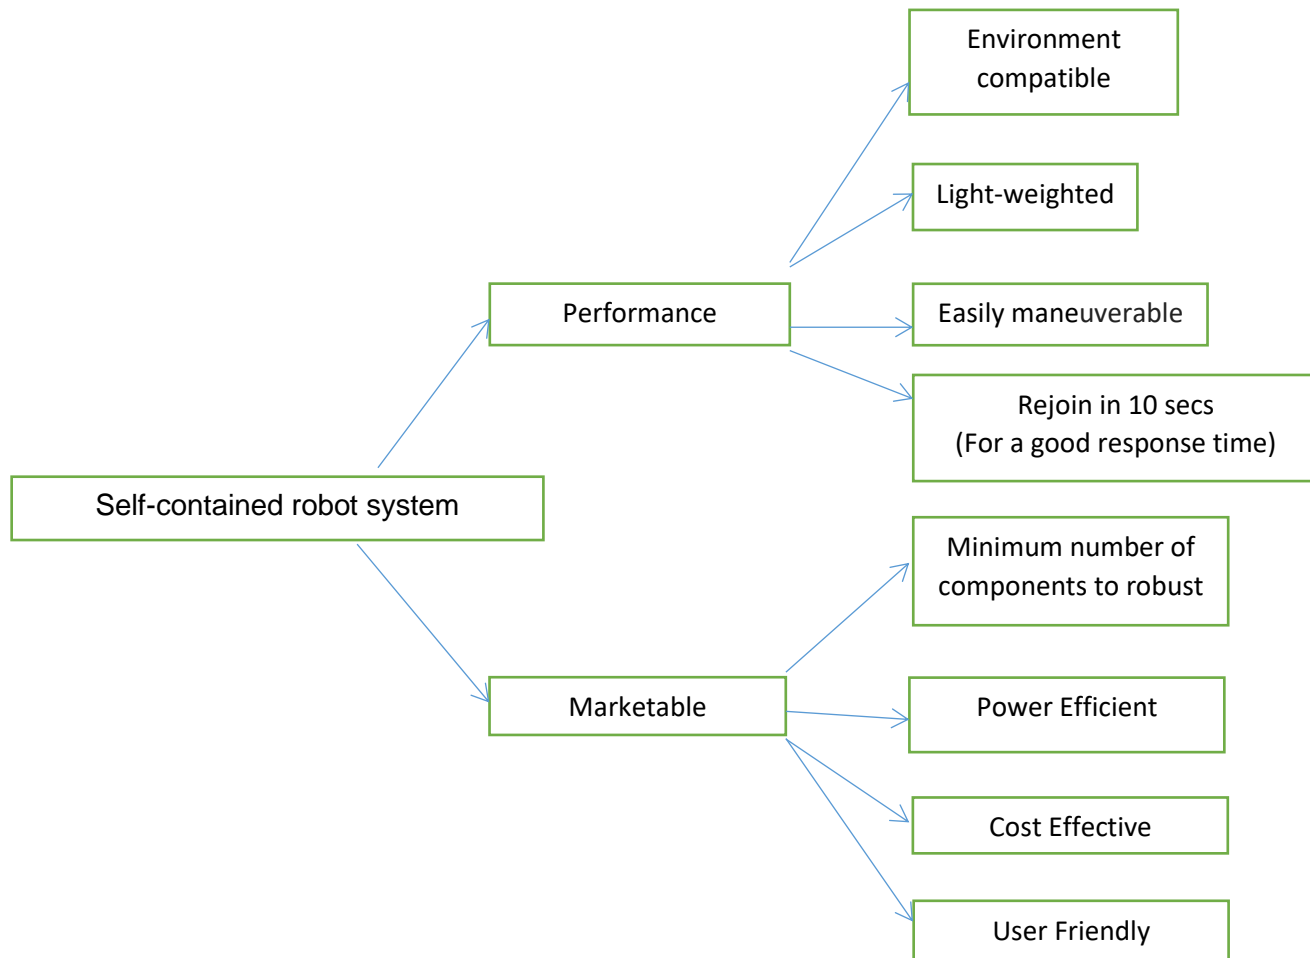 Environment
compatible
Light-weighted
Performance
Easily maneuverable
Rejoin in 10 secs
(For a good response time)
Self-contained robot system
Minimum number of
components to robust
Marketable
Power Efficient
Cost Effective
User Friendly